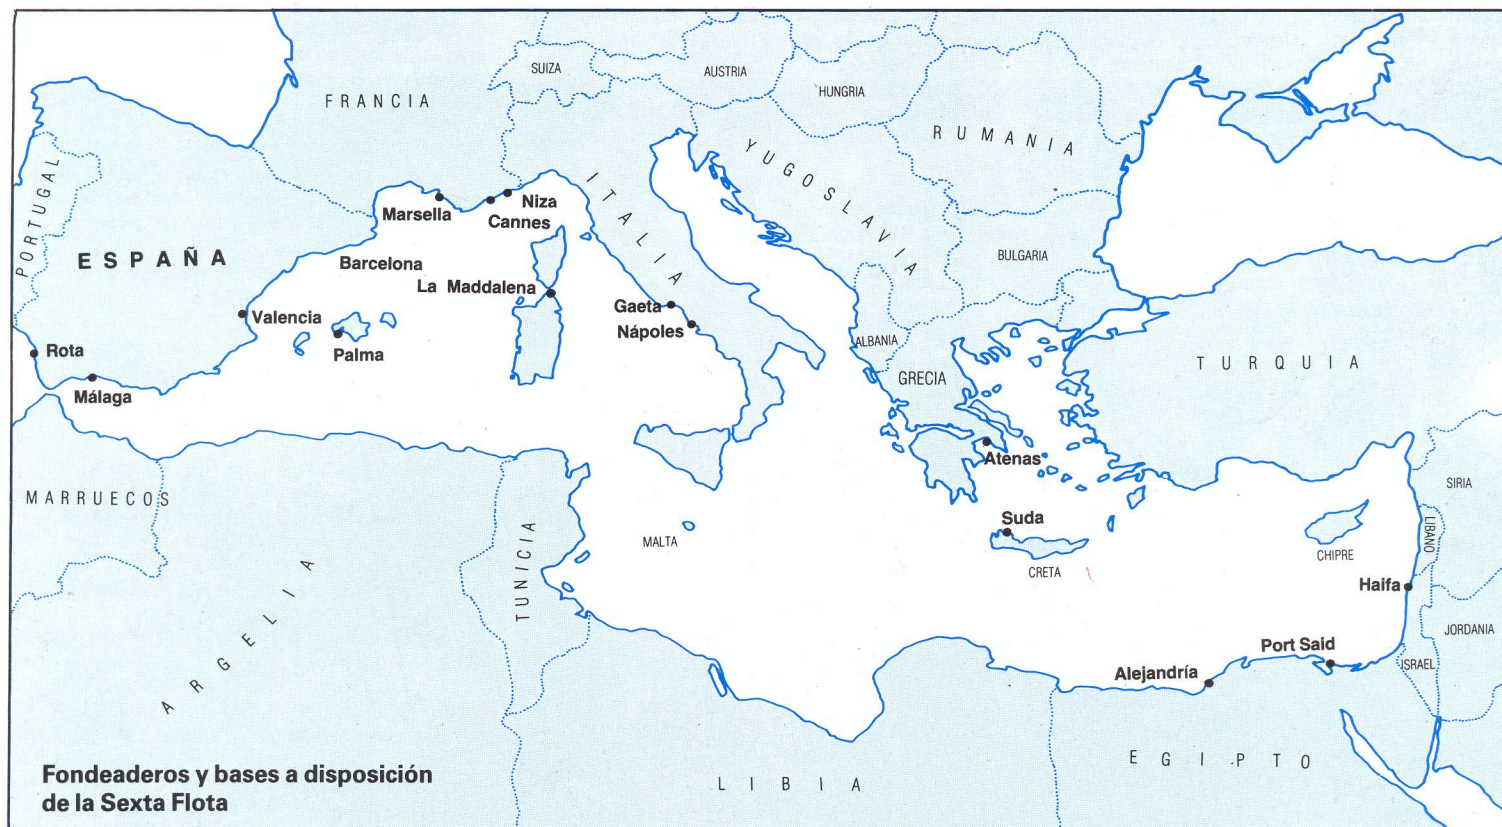 SUIZA
AUSTRIA
HUNGRIA
FRANCIA
RUMANIA
YUGOSLAVIA
PORTUGAL
ITALIA
Niza
Marsella
Cannes
ESPAÑA
Barcelona
BULGARIA
La Maddalena
Gaeta
Valencia
Nápoles
Rota
Palma
ALBANIA
TURQUIA
GRECIA
Málaga
Atenas
MARRUECOS
SIRIA
Suda
TUNICIA
MALTA
LIBANO
CHIPRE
CRETA
Haifa
ARGELIA
JORDANIA
Port Said
ISRAEL
Alejandría
EGIPTO
Fondeaderos y bases a disposición
de la Sexta Flota
LIBIA